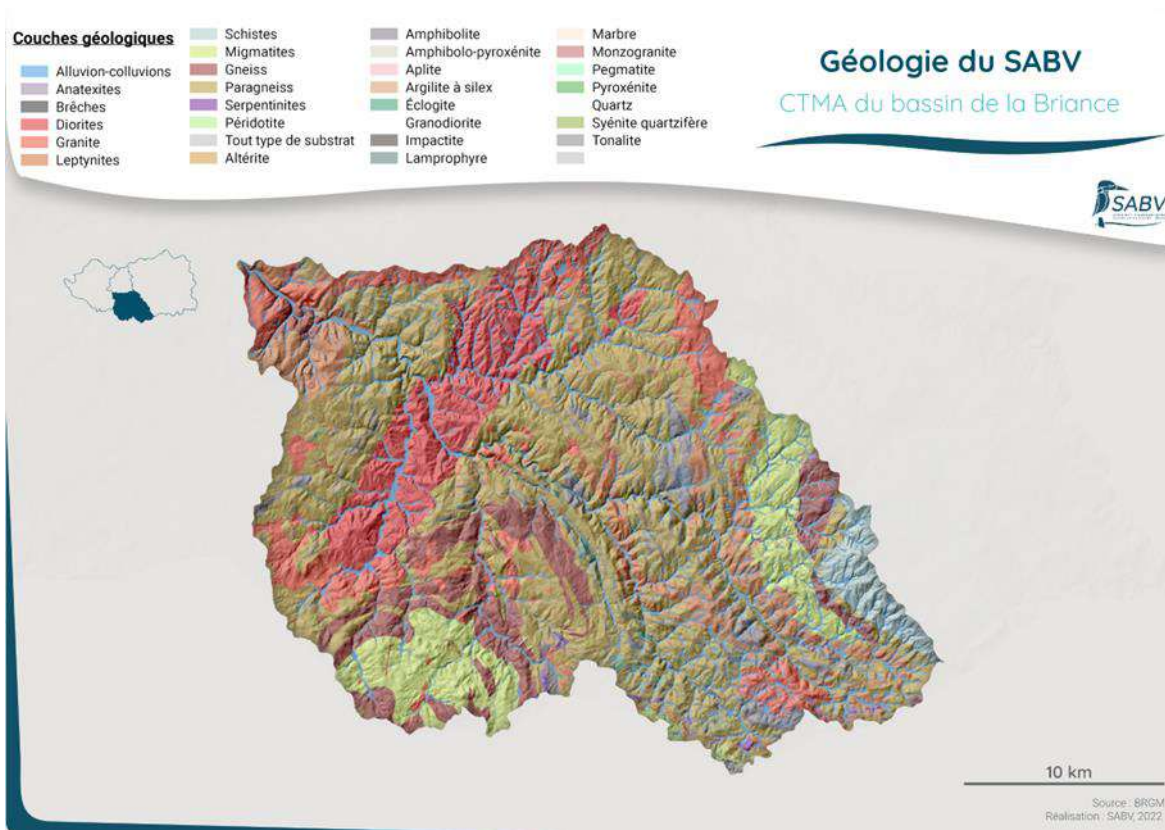 Couches géologiques
Alluvion-colluvions
Anatexites
Brêches
Diorites
Granite
Leptynites
Schistes
Migmatites
Gneiss
Paragneiss
Serpentinites
Péridotite
Tout type de substrat
Altérite
Amphibolite
Amphibolo-pyroxénite
Aplite
Argilite à silex
Éclogite
Granodiorite
Impactite
Lamprophyre
Marbre
Monzogranite
Pegmatite
Pyroxénite
Quartz
Syénite quartzifère
Tonalite
Géologie du SABV
CTMA du bassin de la Briance
SABV
10 km
Source : BRGM
Réalisation : SABV, 2022